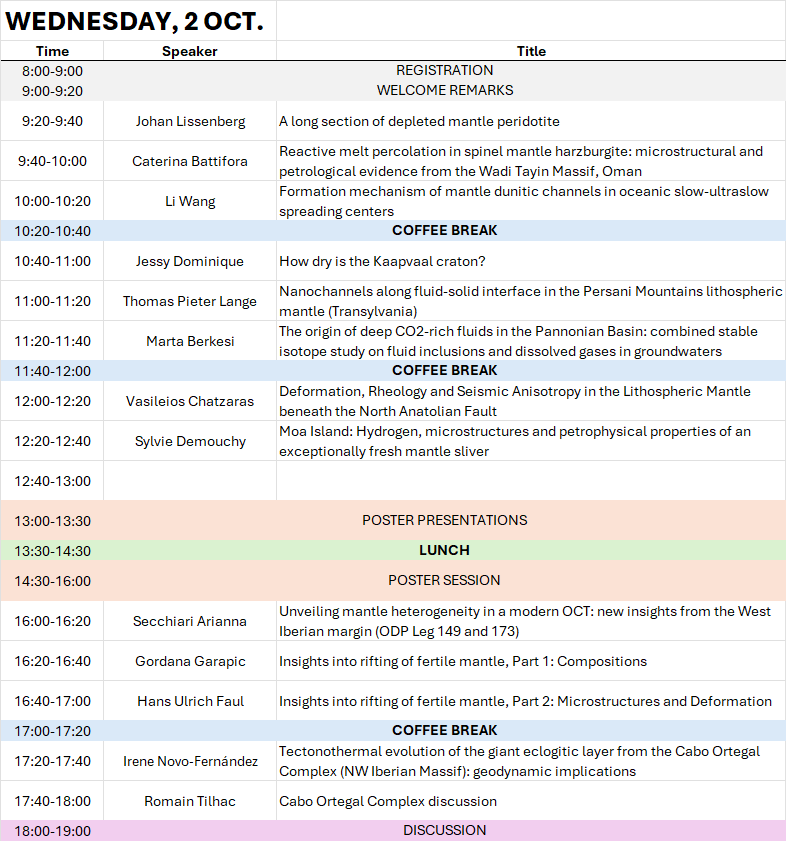 WEDNESDAY, 2 OCT.
Time Speaker Title
8:00-9:00 REGISTRATION
9:00-9:20 WELCOME REMARKS
9:20-9:40 Johan Lissenberg A long section of depleted mantle peridotite
9:40-10:00 Caterina Battifora Reactive melt percolation in spinel mantle harzburgite: microstructural and
petrological evidence from the Wadi Tayin Massif, Oman
10:00-10:20 Li Wang Formation mechanism of mantle dunitic channels in oceanic slow-ultraslow
spreading centers
10:20-10:40 COFFEE BREAK
10:40-11:00 Jessy Dominique How dry is the Kaapvaal craton?
11:00-11:20 Thomas Pieter Lange Nanochannels along fluid-solid interface in the Persani Mountains lithospheric
mantle (Transylvania)
11:20-11:40 Marta Berkesi The origin of deep CO2-rich fluids in the Pannonian Basin: combined stable
isotope study on fluid inclusions and dissolved gases in groundwaters
11:40-12:00 COFFEE BREAK
12:00-12:20 Vasileios Chatzaras Deformation, Rheology and Seismic Anisotropy in the Lithospheric Mantle
beneath the North Anatolian Fault
12:20-12:40 Sylvie Demouchy Moa Island: Hydrogen, microstructures and petrophysical properties of an
exceptionally fresh mantle sliver
12:40-13:00
13:00-13:30 POSTER PRESENTATIONS
13:30-14:30 LUNCH
14:30-16:00 POSTER SESSION
16:00-16:20 Secchiari Arianna Unveiling mantle heterogeneity in a modern OCT: new insights from the West
Iberian margin (ODP Leg 149 and 173)
16:20-16:40 Gordana Garapic Insights into rifting of fertile mantle, Part 1: Compositions
16:40-17:00 Hans Ulrich Faul Insights into rifting of fertile mantle, Part 2: Microstructures and Deformation
17:00-17:20 COFFEE BREAK
17:20-17:40 Irene Novo-Fernández Tectonothermal evolution of the giant eclogitic layer from the Cabo Ortegal
Complex (NW Iberian Massif): geodynamic implications
17:40-18:00 Romain Tilhac Cabo Ortegal Complex discussion
18:00-19:00 DISCUSSION